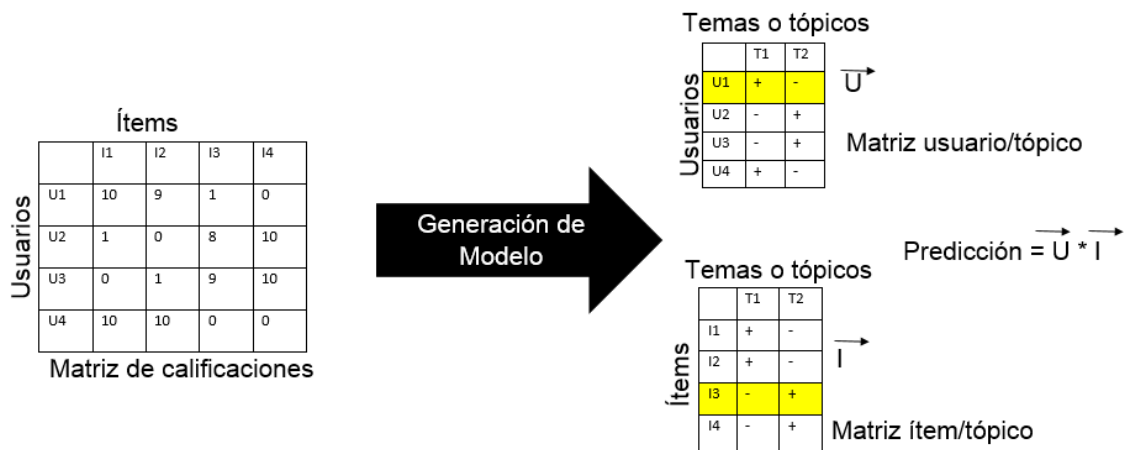 Ítems
Usuarios
I1 I2 I3 I4
U1 10 9 1 0
U2 1 0 8 10
U3 0 1 9 10
U4 10 10 0 0
Matriz de calificaciones
Generación de
Modelo
Temas o tópicos
Usuarios
T1 T2
U1 + -
U2 - +
U3 - +
U4 + -
U
Matriz usuario/tópico
Predicción = U * I
Temas o tópicos
Ítems
T1 T2
I1 + -
I2 + -
I3 - +
I4 - +
I
Matriz ítem/tópico